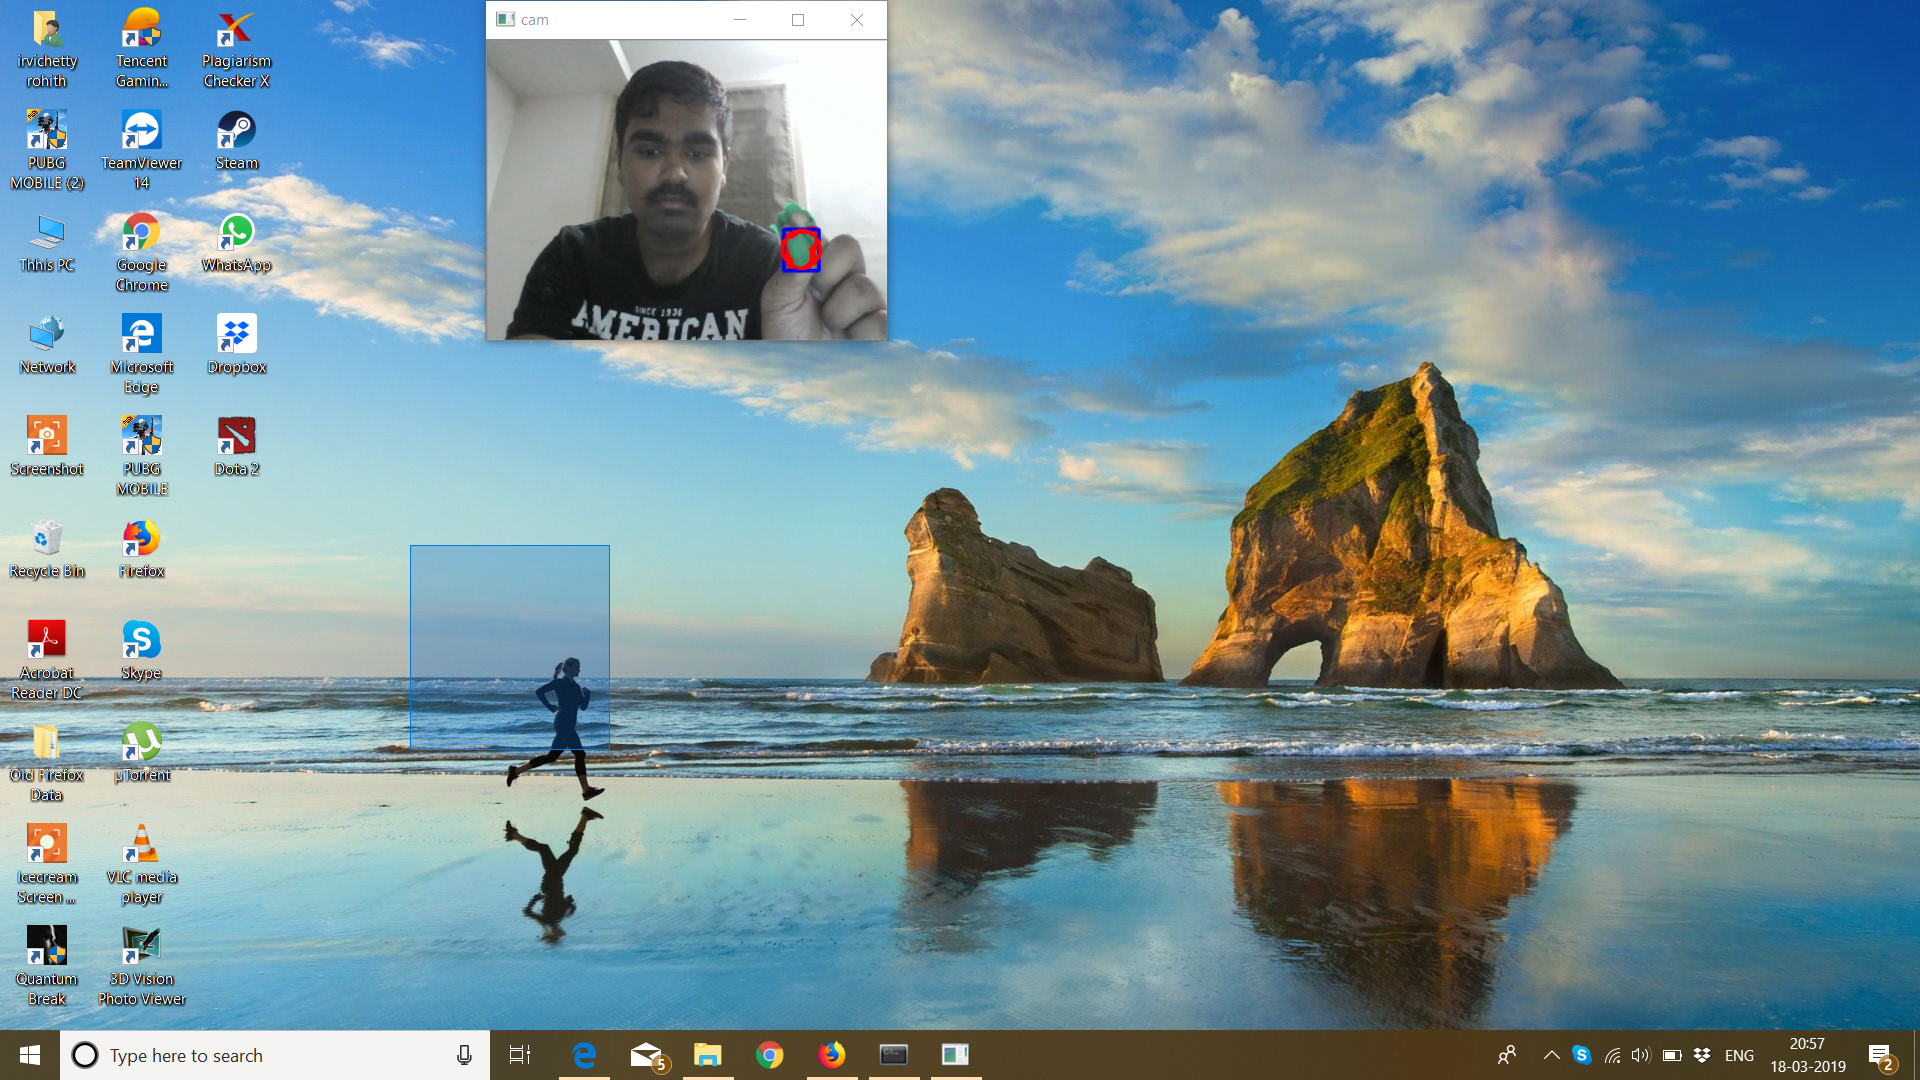 irvichetty
rohith
Tencent
Gamin...
Plagiarism
Checker X
PUBG
MOBILE (2)
TeamViewer
14
Steam
Thhis PC
Google
Chrome
WhatsApp
Network
Microsoft
Edge
Dropbox
Screenshot
PUBG
MOBILE
Dota 2
Recycle Bin
Firefox
Acrobat
Reader DC
Skype
Old Firefox
Data
µTorrent
Icecream
Screen ...
VLC media
player
Quantum
Break
3D Vision
Photo Viewer
cam
SINCE 1936
AMERICAN
Type here to search
5
ENG
20:57
18-03-2019
2